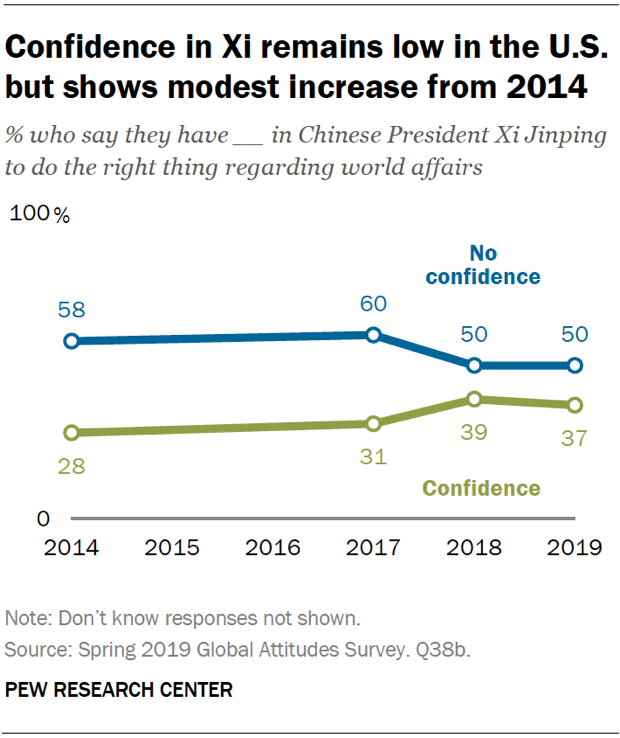 Confidence in Xi remains low in the U.S.
but shows modest increase from 2014
% who say they have __ in Chinese President Xi Jinping
to do the right thing regarding world affairs
100%
No
confidence
58
60
50
50
28
31
39
37
Confidence
0
2014 2015 2016 2017 2018 2019
Note: Don’t know responses not shown.
Source: Spring 2019 Global Attitudes Survey. Q38b.
PEW RESEARCH CENTER